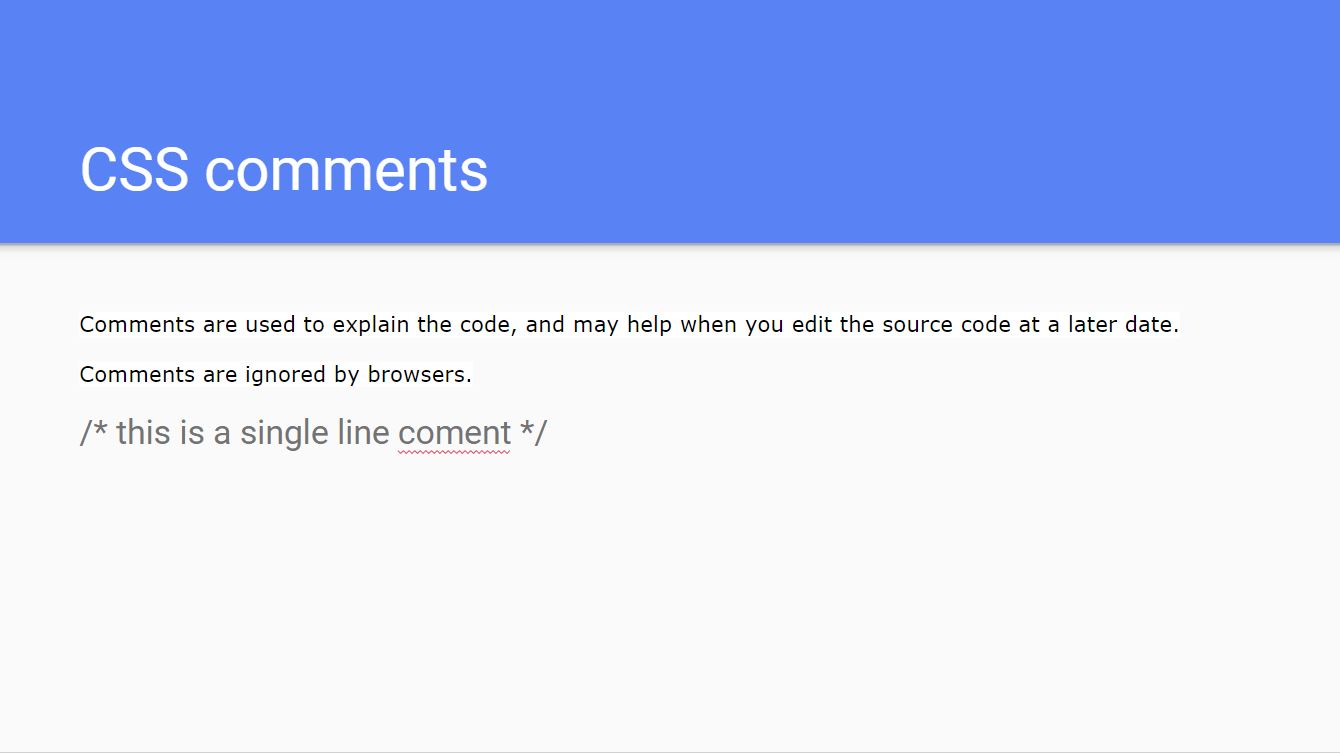 CSS comments
Comments are used to explain the code, and may help when you edit the source code at a later date.
Comments are ignored by browsers.
/* this is a single line coment */